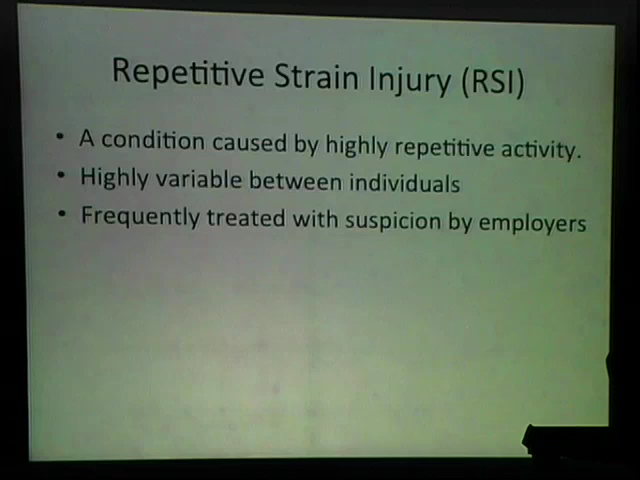 Repetitive Strain Injury (RSI)
• A condition caused by highly repetitive activity.
• Highly variable between individuals
• Frequently treated with suspicion by employers